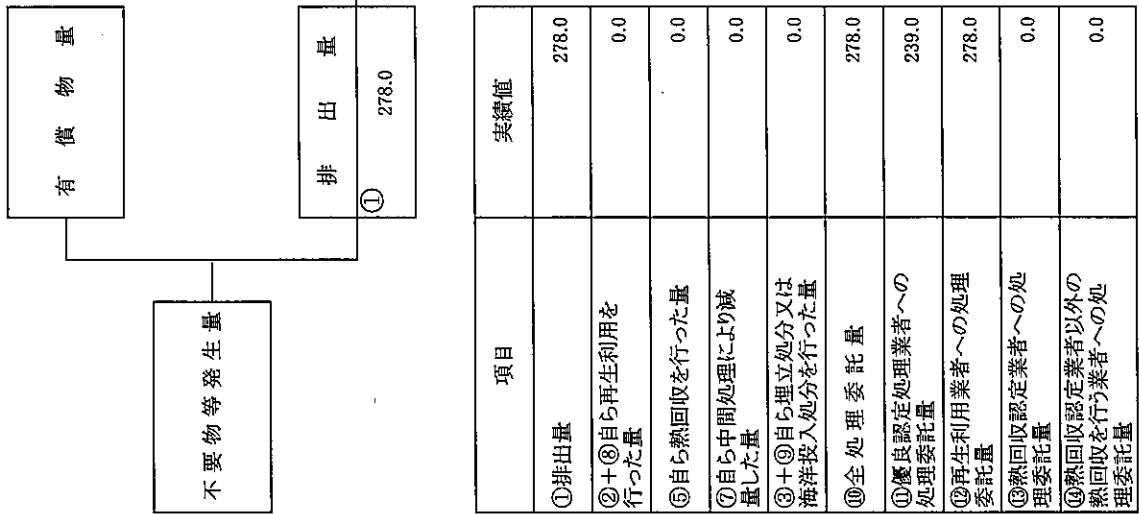 有償物量
不要物等発生量
排出量
①
278.0
項目
実績値
①排出量
278.0
②+⑧自ら再生利用を
行った量
0.0
⑤自ら熱回収を行った量
0.0
⑦自ら中間処理により減
量した量
0.0
③+⑨自ら埋立処分又は
海洋投入処分を行った量
0.0
⑩全処理委託量
278.0
⑪優良認定処理業者への
処理委託量
239.0
⑫再生利用業者への処理
委託量
278.0
⑬熱回収認定業者への処
理委託量
0.0
⑭熱回収認定業者以外の
熱回収を行う業者への処
理委託量
0.0